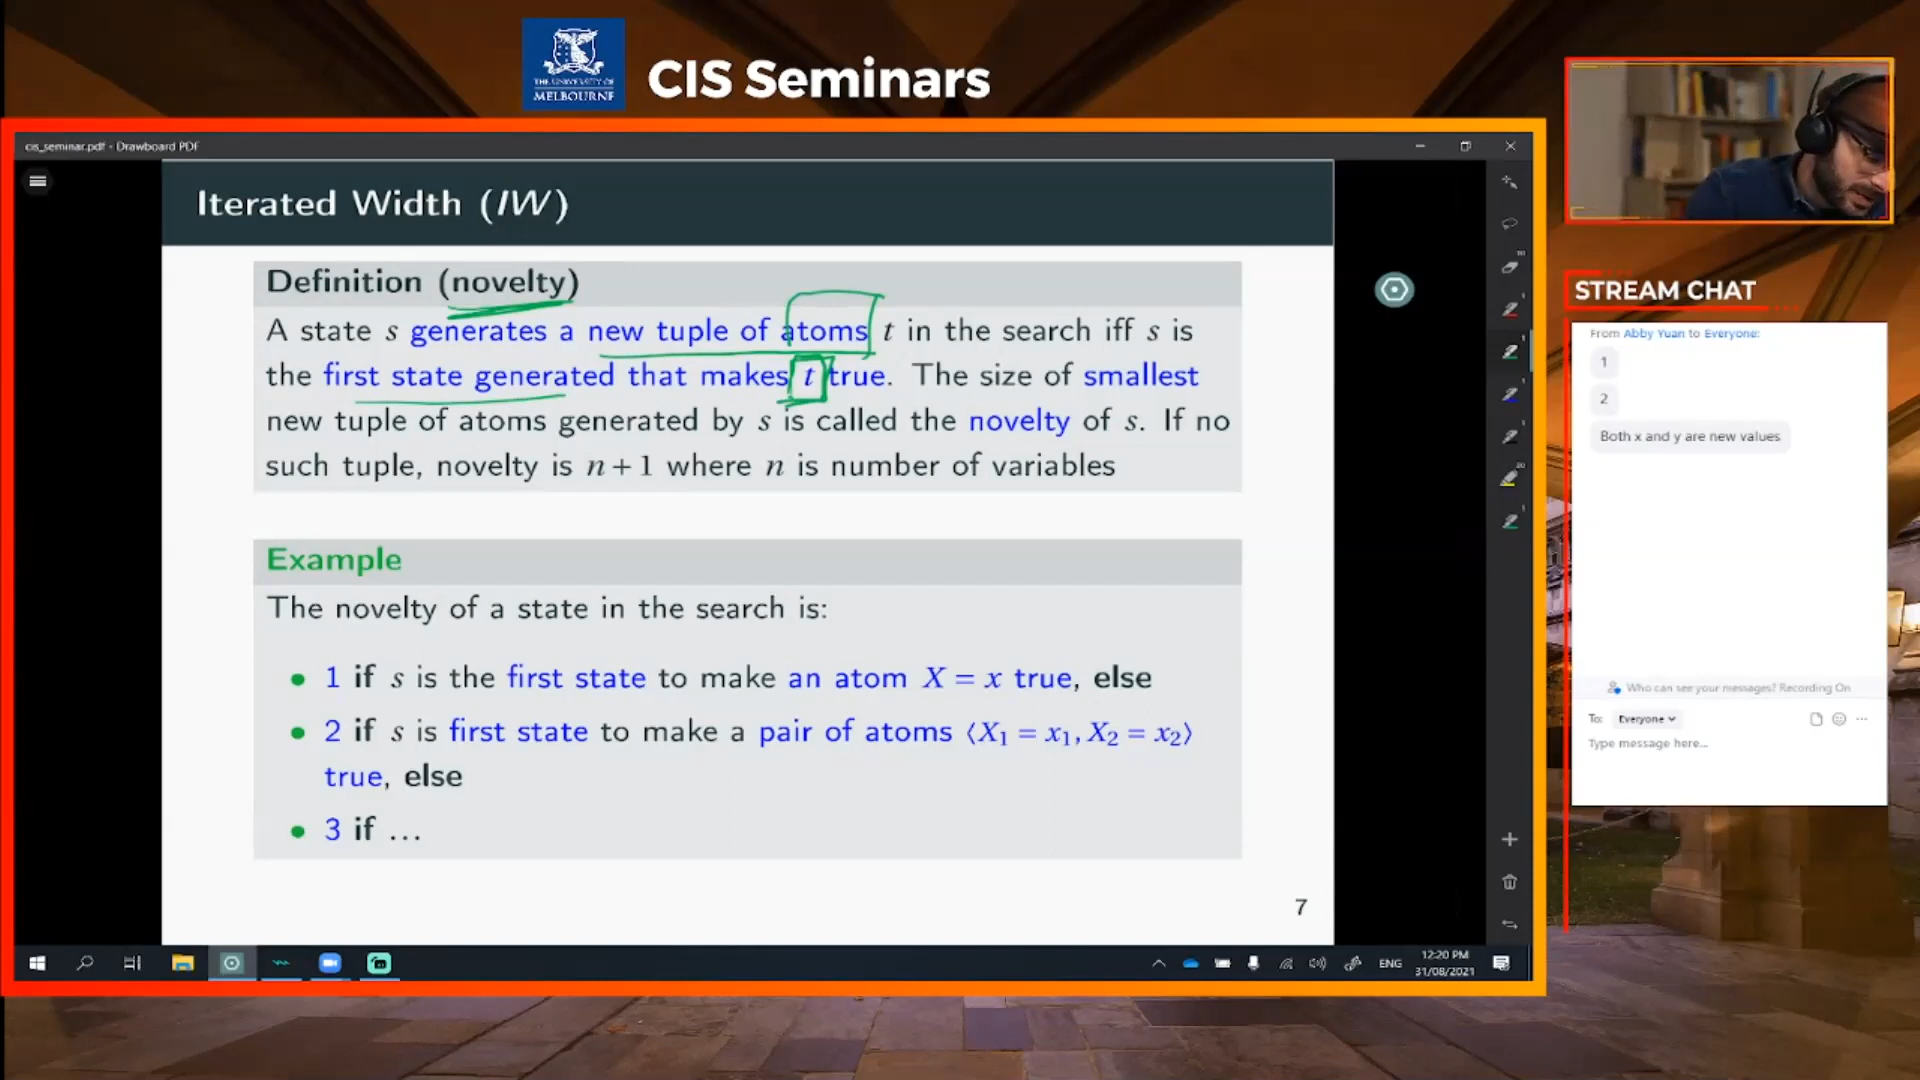 THE UNIVERSITY OF
MELBOURNE
CIS Seminars
cis_seminar.pdf - Drawboard PDF
Iterated Width (IW)
Definition (novelty)
A state s generates a new tuple of atoms t in the search iff s is
the first state generated that makes t true. The size of smallest
new tuple of atoms generated by s is called the novelty of s. If no
such tuple, novelty is n + 1 where n is number of variables
Example
The novelty of a state in the search is:
• 1 if s is the first state to make an atom X = x true, else
• 2 if s is first state to make a pair of atoms ⟨X₁ = x₁, X₂ = x₂⟩
true, else
• 3 if ...
7
ENG
12:20 PM
31/08/2021
STREAM CHAT
From Abby Yuan to Everyone:
1
2
Both x and y are new values
Who can see your messages? Recording On
To: Everyone
Type message here...